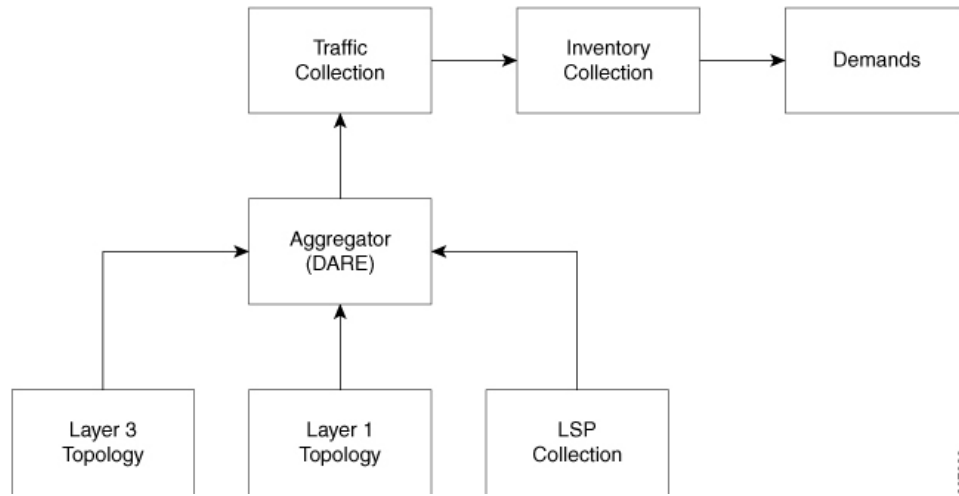 Traffic
Collection
Inventory
Collection
Demands
Aggregator
(DARE)
Layer 3
Topology
Layer 1
Topology
LSP
Collection